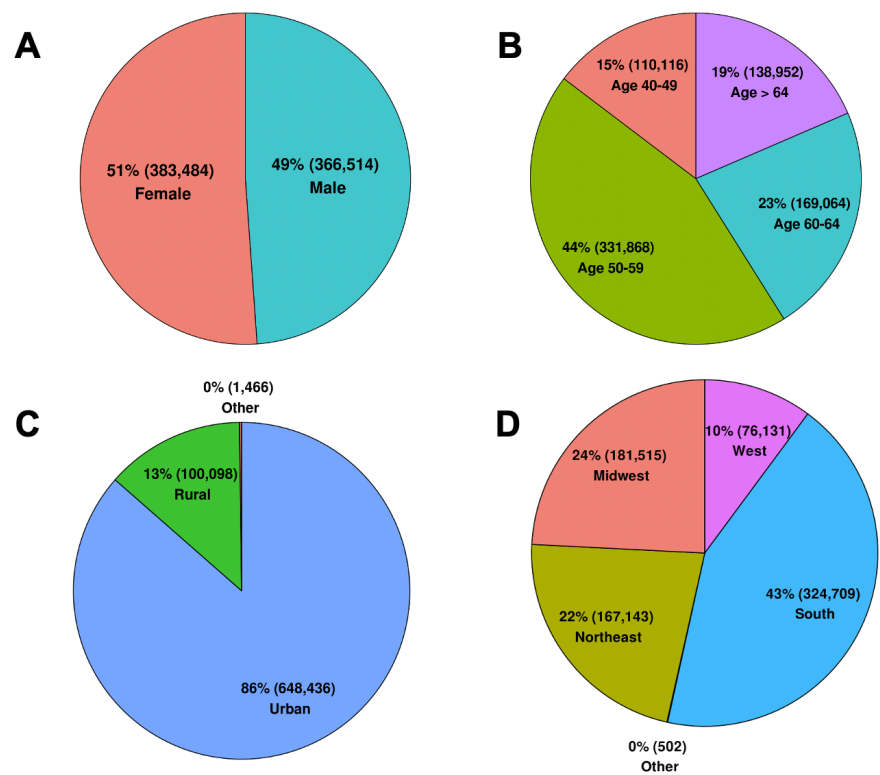 A
51% (383,484)
Female
49% (366,514)
Male
B
15% (110,116)
Age 40-49
19% (138,952)
Age > 64
23% (169,064)
Age 60-64
44% (331,868)
Age 50-59
C
0% (1,466)
Other
13% (100,098)
Rural
86% (648,436)
Urban
D
24% (181,515)
Midwest
10% (76,131)
West
43% (324,709)
South
22% (167,143)
Northeast
0% (502)
Other